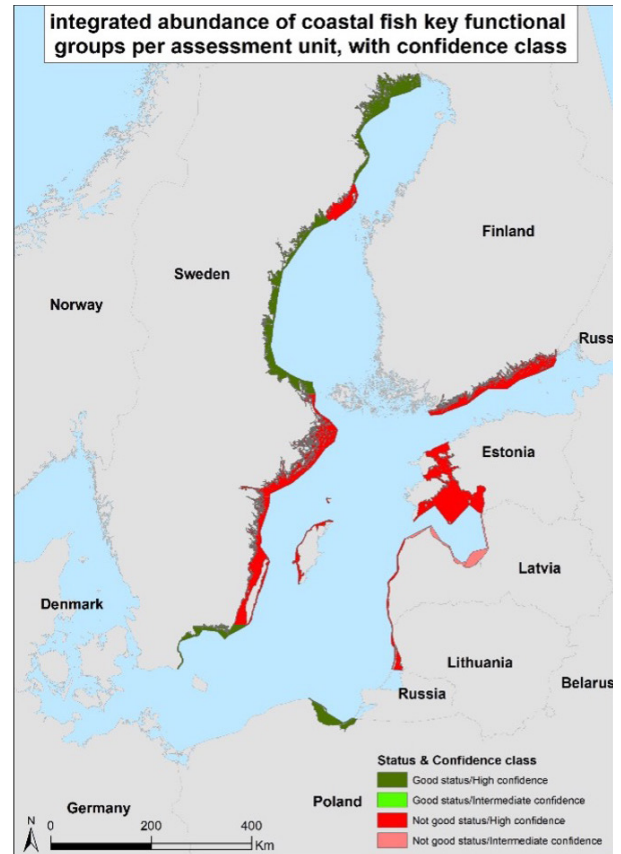 integrated abundance of coastal fish key functional
groups per assessment unit, with confidence class
Finland
Sweden
Norway
Russ
Estonia
Latvia
Denmark
Lithuania
Belarus
Russia
Status & Confidence class
Good status/High confidence
Good status/Intermediate confidence
Not good status/High confidence
Not good status/Intermediate confidence
Poland
Germany
N
0 200 400
Km